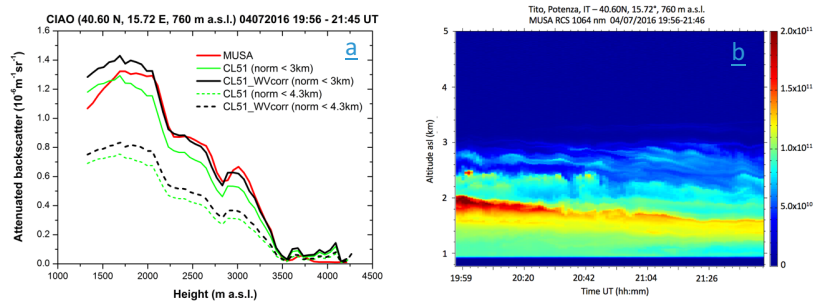 CIAO (40.60 N, 15.72 E, 760 m a.s.l.) 04072016 19:56 - 21:45 UT
a
MUSA
CL51 (norm < 3km)
CL51_WVcorr (norm < 3km)
CL51 (norm < 4.3km)
CL51_WVcorr (norm < 4.3km)
Attenuated backscatter (10⁻⁶m⁻¹sr⁻¹)
1.6
1.4
1.2
1.0
0.8
0.6
0.4
0.2
0.0
1000 1500 2000 2500 3000 3500 4000 4500
Height (m a.s.l.)
Tito, Potenza, IT – 40.60N, 15.72°, 760 m a.s.l.
MUSA RCS 1064 nm 04/07/2016 19:56-21:46
b
Altitude asl (km)
5
4
3
2
1
19:59 20:20 20:42 21:04 21:26
Time UT (hh:mm)
2.0x10¹¹
1.5x10¹¹
1.0x10¹¹
5.0x10¹⁰
0